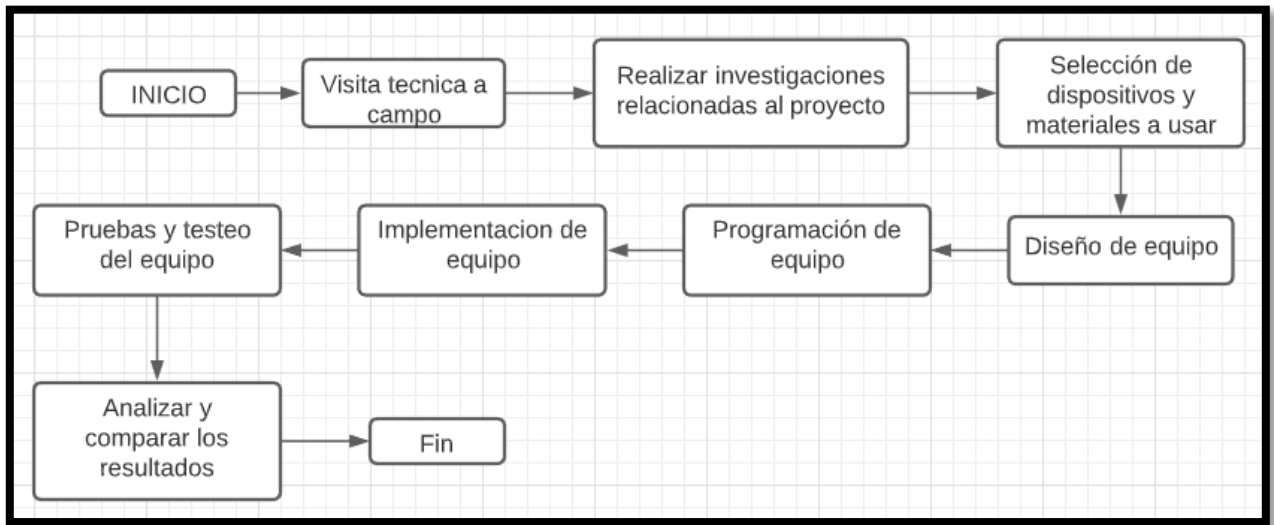 INICIO
Visita tecnica a
campo
Realizar investigaciones
relacionadas al proyecto
Selección de
dispositivos y
materiales a usar
Diseño de equipo
Programación de
equipo
Implementacion de
equipo
Pruebas y testeo
del equipo
Analizar y
comparar los
resultados
Fin